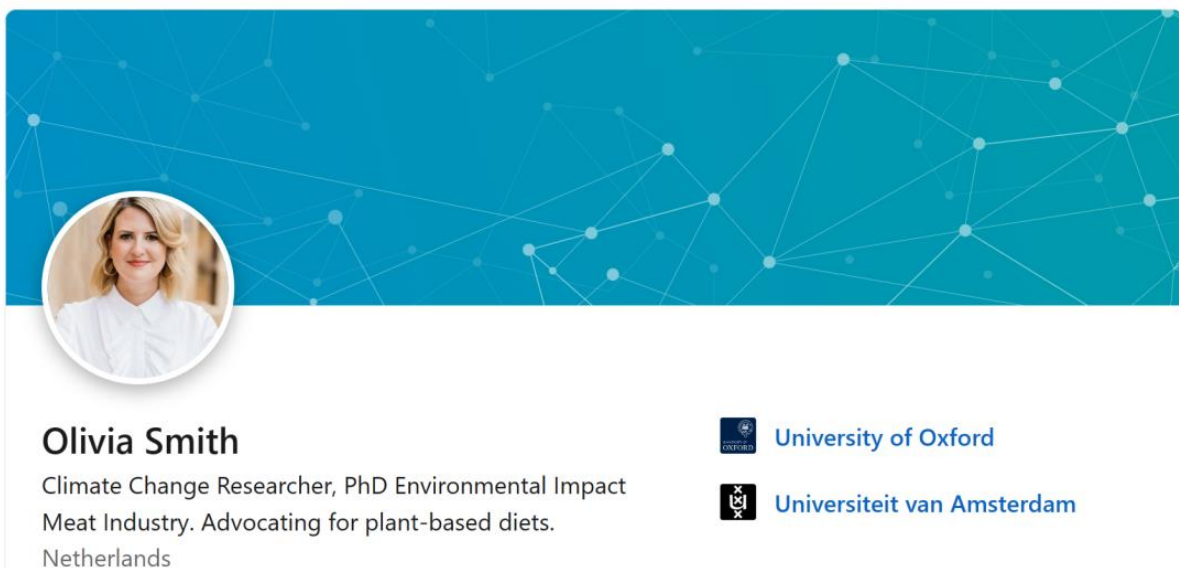 Olivia Smith
Climate Change Researcher, PhD Environmental Impact
Meat Industry. Advocating for plant-based diets.
Netherlands
OXFORD
University of Oxford
Universiteit van Amsterdam